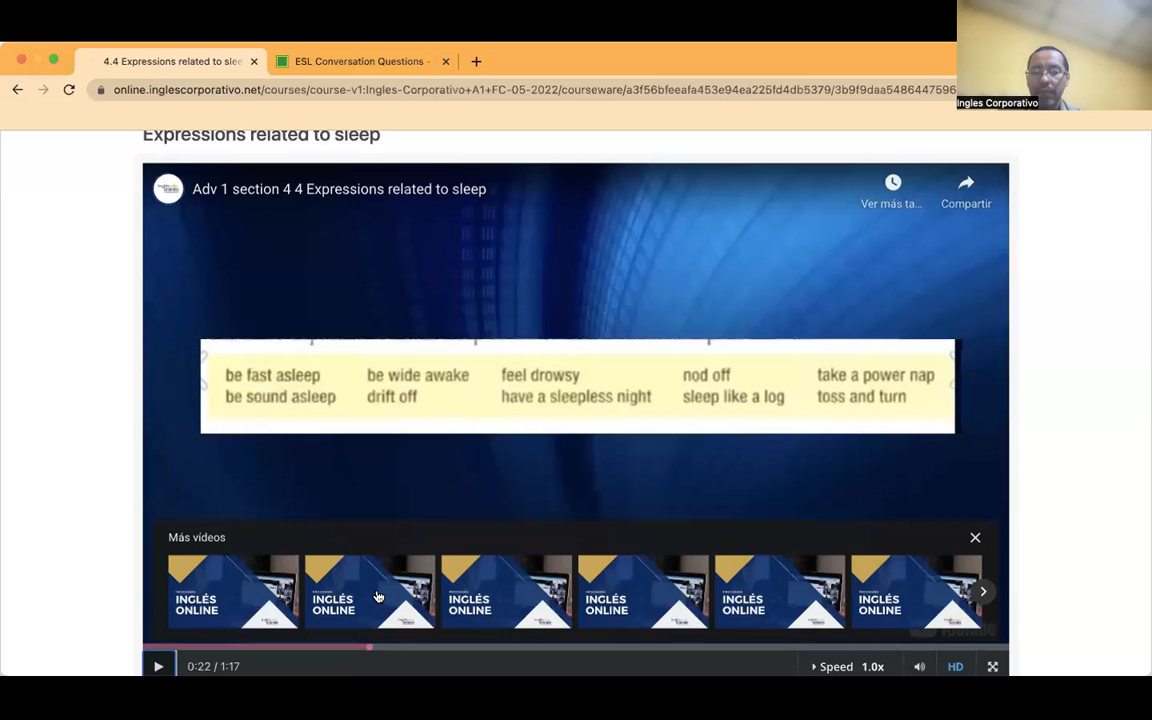 4.4 Expressions related to slee
ESL Conversation Questions -
online.inglescorporativo.net/courses/course-v1:Ingles-Corporativo+A1+FC-05-2022/courseware/a3f56bfeeafa453e94ea225fd4db5379/3b9f9daa5486447596
Ingles Corporativo
Expressions related to sleep
Adv 1 section 4 4 Expressions related to sleep
Ver más ta...
Compartir
be fast asleep be wide awake feel drowsy nod off take a power nap
be sound asleep drift off have a sleepless night sleep like a log toss and turn
Más vídeos
INGLÉS ONLINE
INGLÉS ONLINE
INGLÉS ONLINE
INGLÉS ONLINE
INGLÉS ONLINE
INGLÉS ONLINE
0:22 / 1:17
Speed 1.0x
HD